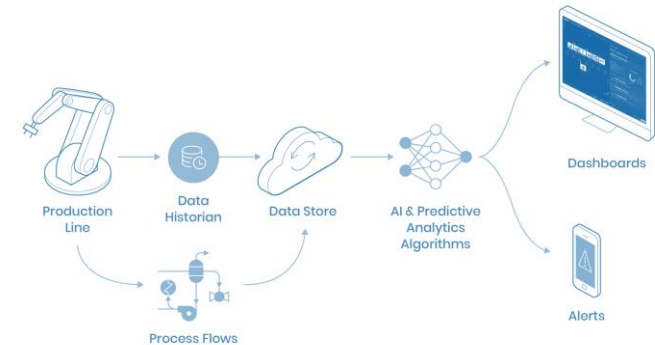 Production
Line
Data
Historian
Data Store
AI & Predictive
Analytics
Algorithms
Dashboards
Process Flows
Alerts